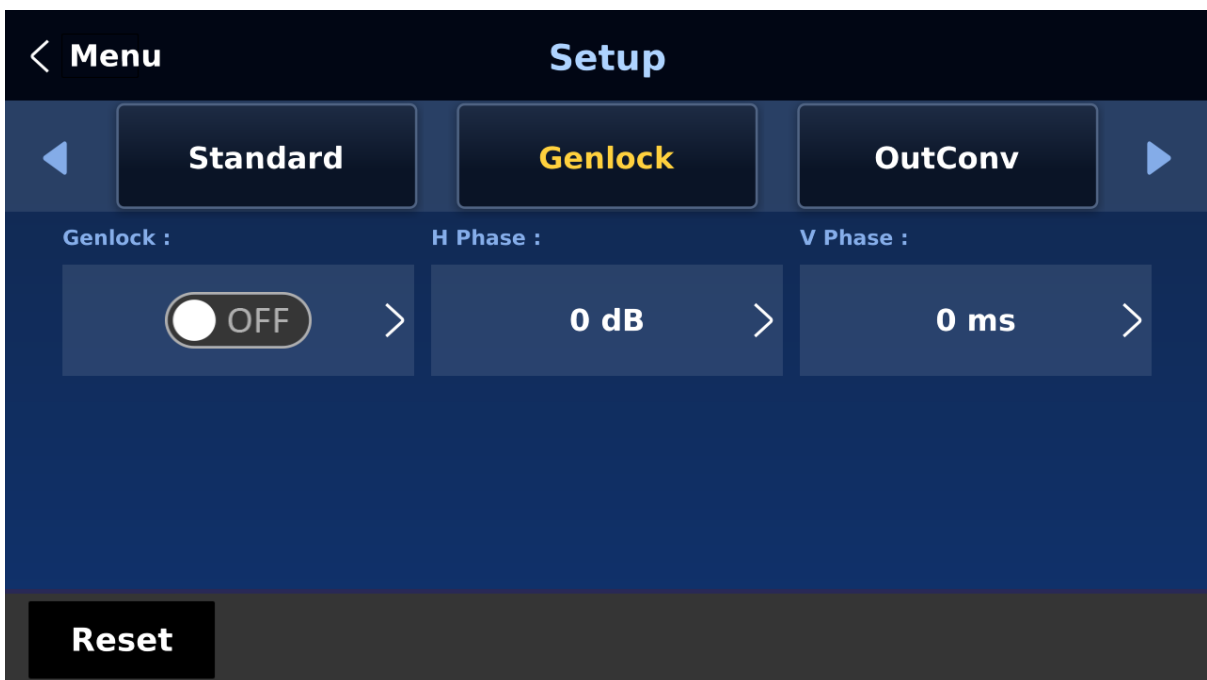 Menu
Setup
Standard
Genlock
OutConv
Genlock :
H Phase :
V Phase :
OFF
0 dB
0 ms
Reset